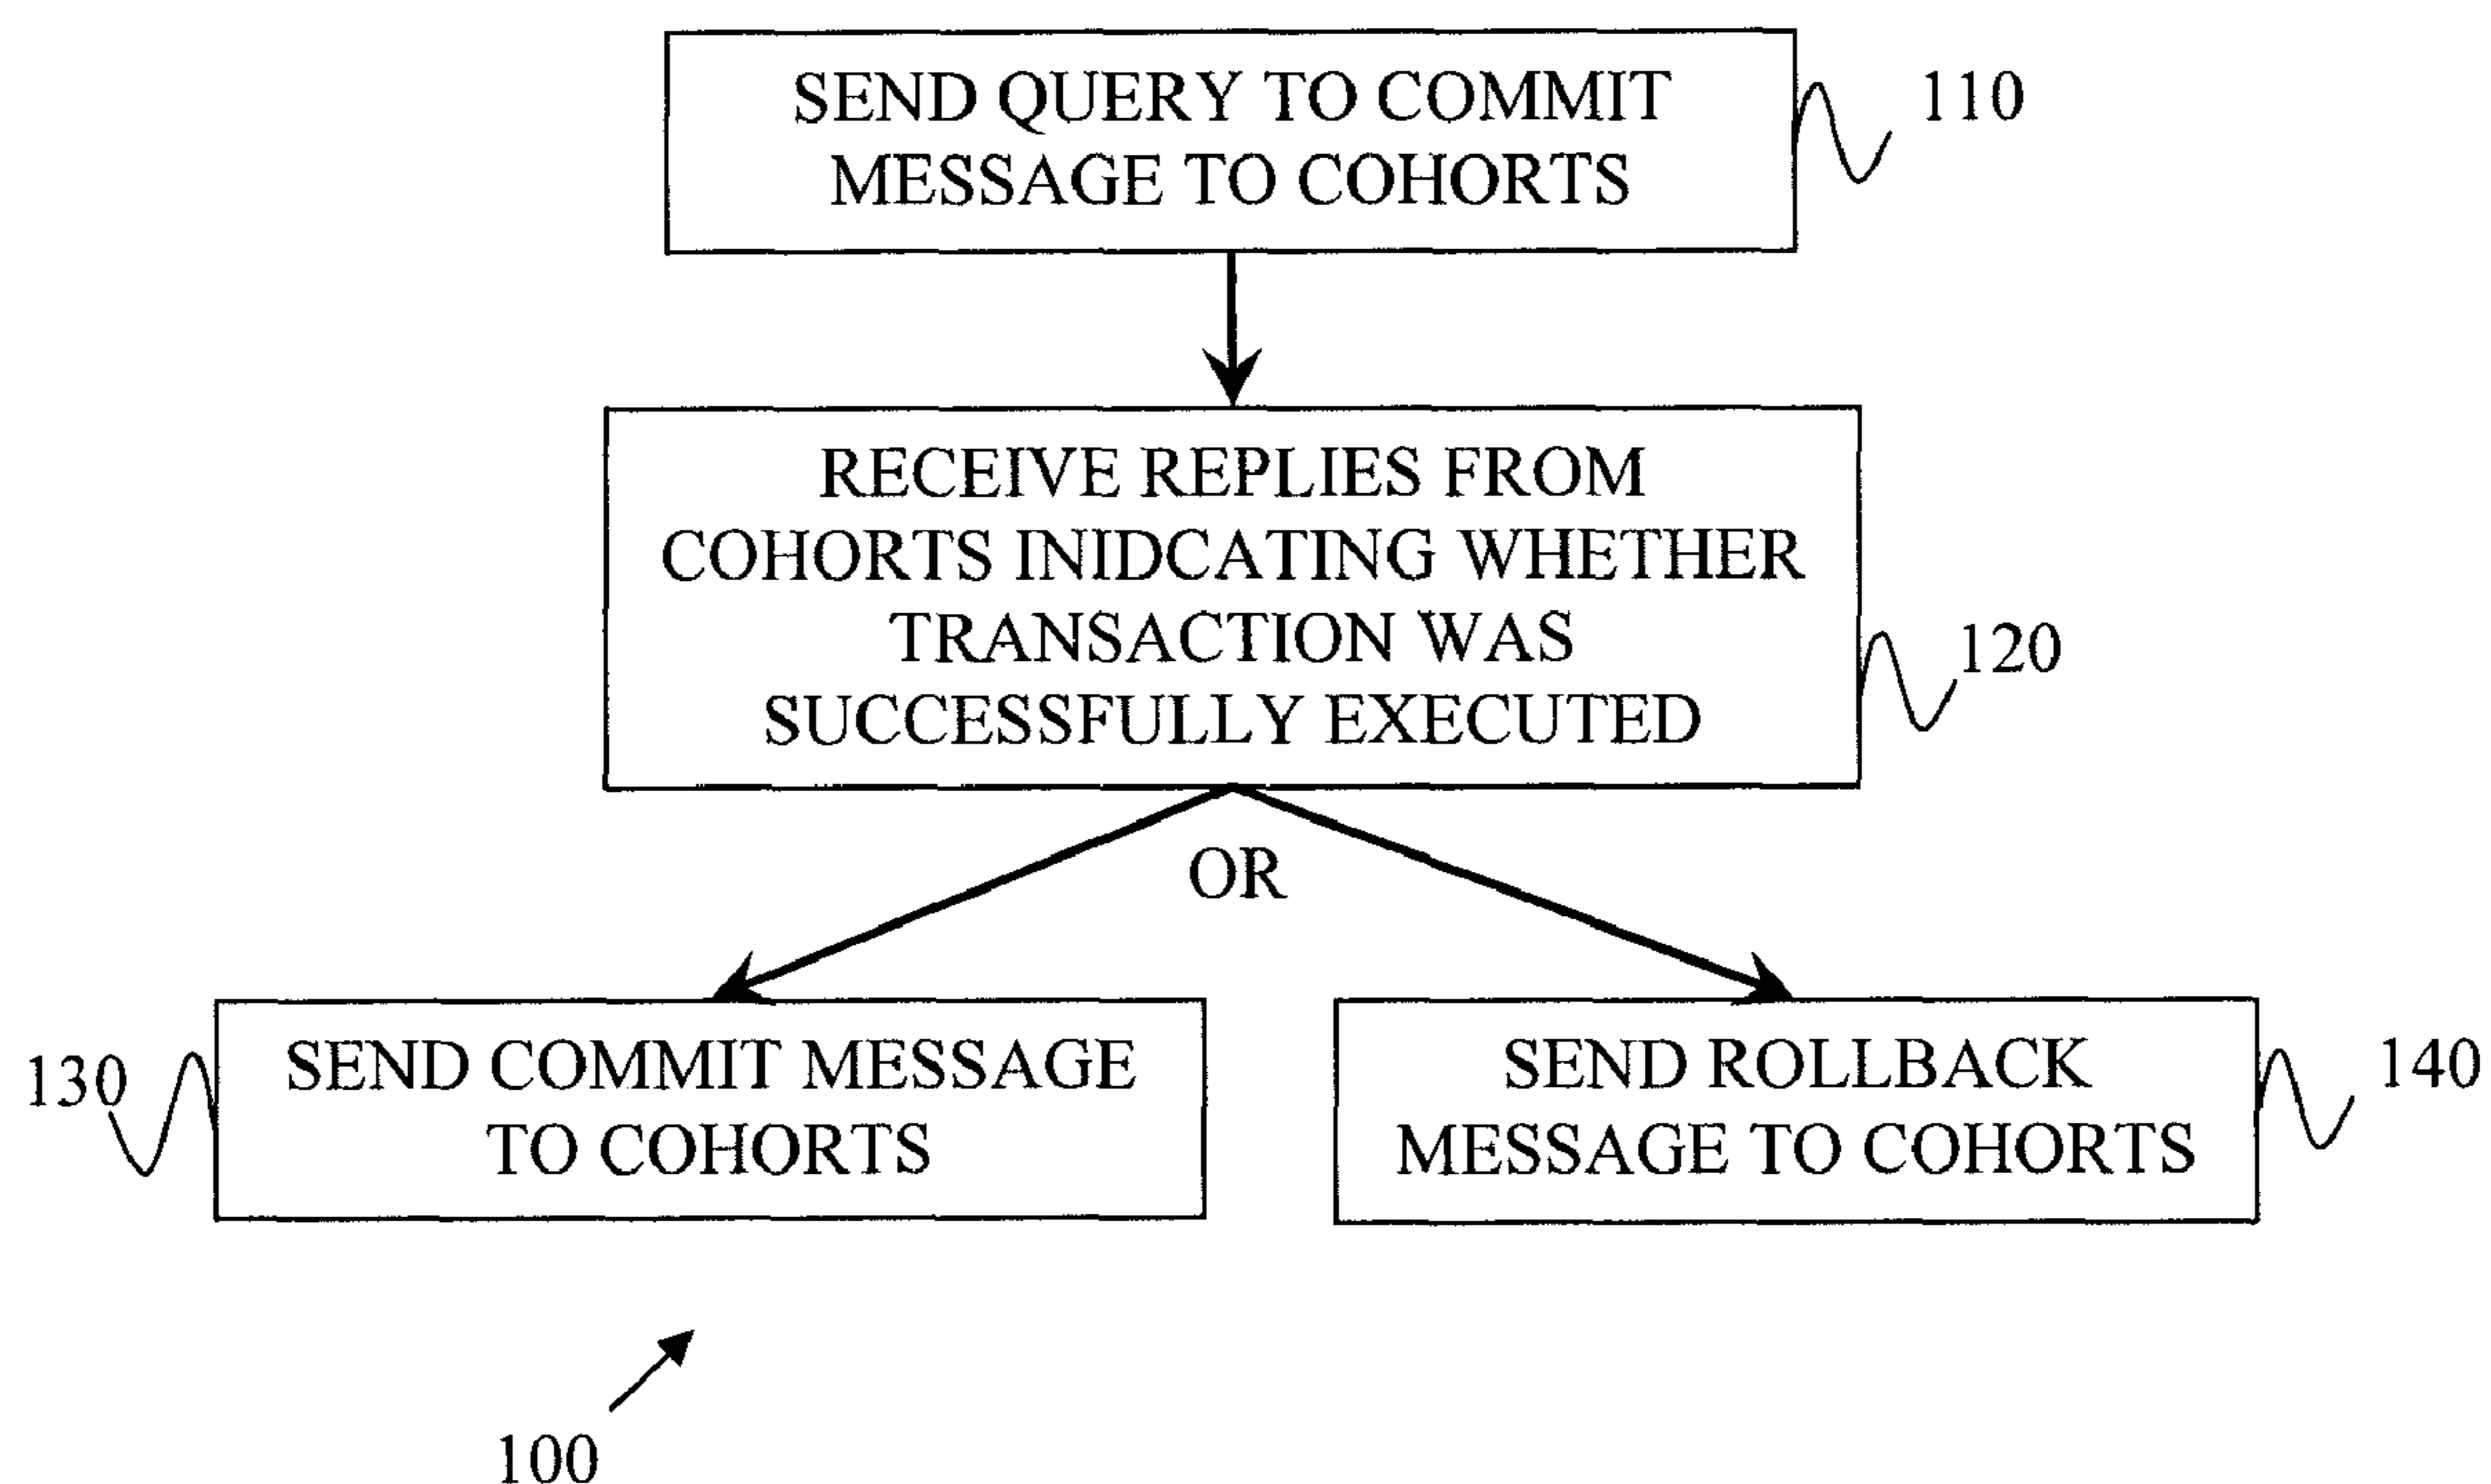 SEND QUERY TO COMMIT
MESSAGE TO COHORTS
110
RECEIVE REPLIES FROM
COHORTS INIDCATING WHETHER
TRANSACTION WAS
SUCCESSFULLY EXECUTED
120
OR
130
SEND COMMIT MESSAGE
TO COHORTS
SEND ROLLBACK
MESSAGE TO COHORTS
140
100